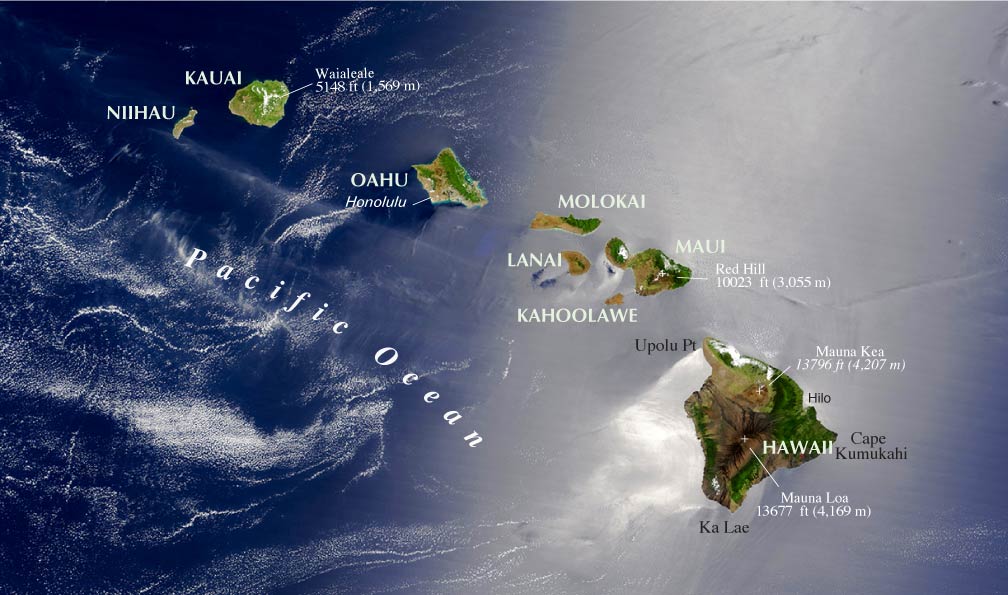 KAUAI
Waialeale
5148 ft (1,569 m)
NIIHAU
OAHU
Honolulu
MOLOKAI
LANAI
MAUI
Red Hill
10023 ft (3,055 m)
KAHOOLAWE
Pacific Ocean
Upolu Pt
Mauna Kea
13796 ft (4,207 m)
Hilo
HAWAII
Cape
Kumukahi
Mauna Loa
13677 ft (4,169 m)
Ka Lae